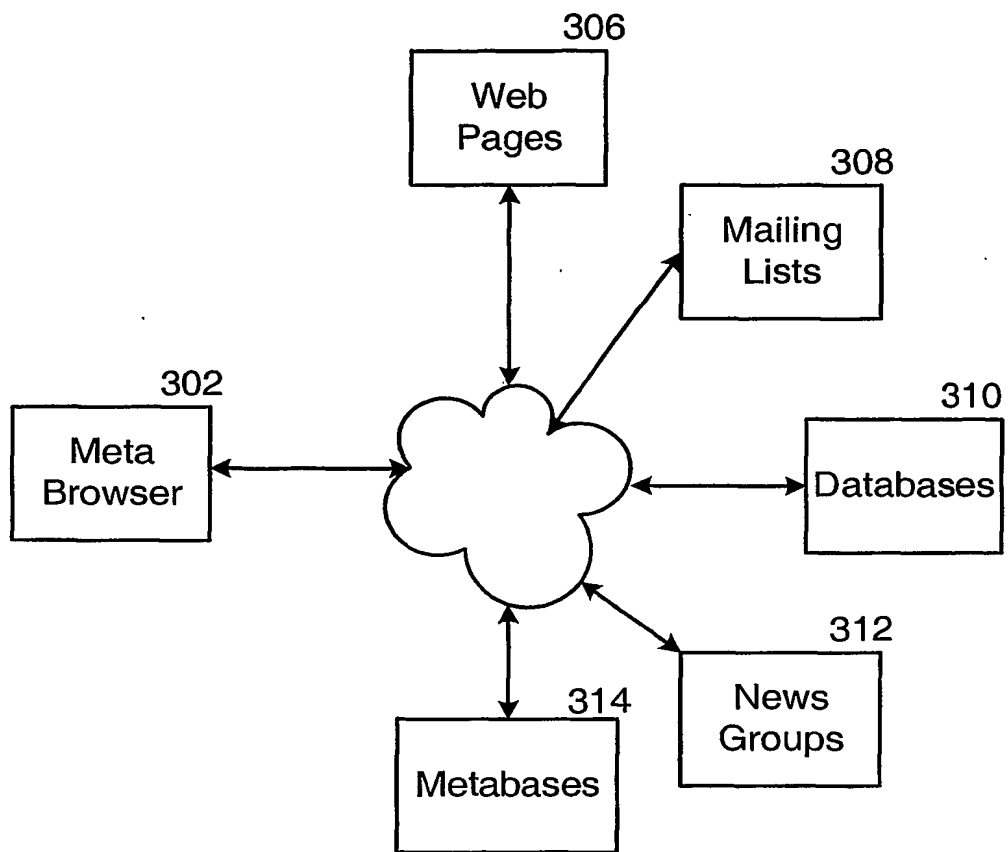 306
Web
Pages
308
Mailing
Lists
302
Meta
Browser
310
Databases
312
News
Groups
314
Metabases